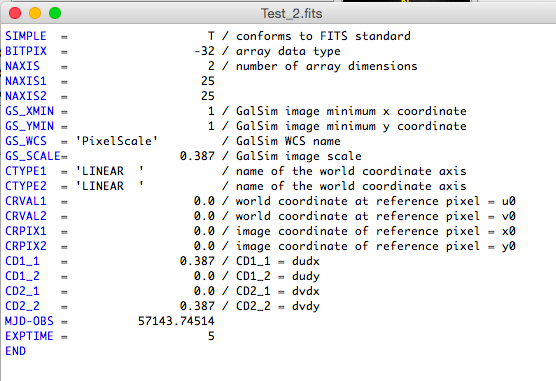 Test_2.fits
SIMPLE  =                    T / conforms to FITS standard
BITPIX  =                  -32 / array data type
NAXIS   =                    2 / number of array dimensions
NAXIS1  =                   25
NAXIS2  =                   25
GS_XMIN =                    1 / GalSim image minimum x coordinate
GS_YMIN =                    1 / GalSim image minimum y coordinate
GS_WCS  = 'PixelScale'         / GalSim WCS name
GS_SCALE=                0.387 / GalSim image scale
CTYPE1  = 'LINEAR  '           / name of the world coordinate axis
CTYPE2  = 'LINEAR  '           / name of the world coordinate axis
CRVAL1  =                  0.0 / world coordinate at reference pixel = u0
CRVAL2  =                  0.0 / world coordinate at reference pixel = v0
CRPIX1  =                  0.0 / image coordinate of reference pixel = x0
CRPIX2  =                  0.0 / image coordinate of reference pixel = y0
CD1_1   =                0.387 / CD1_1 = dudx
CD1_2   =                  0.0 / CD1_2 = dudy
CD2_1   =                  0.0 / CD2_1 = dvdx
CD2_2   =                0.387 / CD2_2 = dvdy
MJD-OBS =          57143.74514
EXPTIME =                    5
END